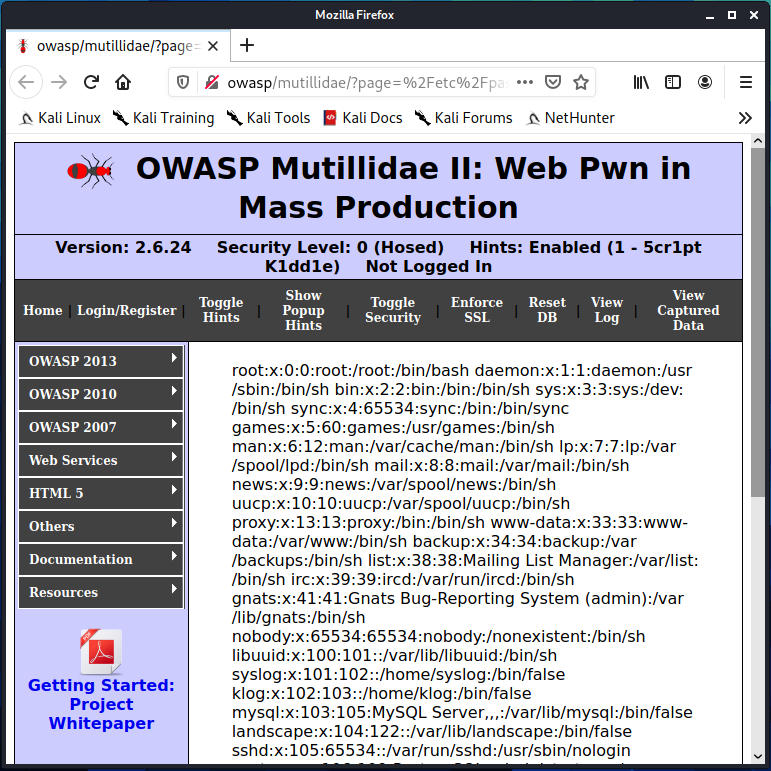 Mozilla Firefox
owasp/mutillidae/?page=
owasp/mutillidae/?page=%2Fetc%2Fpas
Kali Linux Kali Training Kali Tools Kali Docs Kali Forums NetHunter
OWASP Mutillidae II: Web Pwn in
Mass Production
Version: 2.6.24 Security Level: 0 (Hosed) Hints: Enabled (1 - 5cr1pt
K1dd1e) Not Logged In
Home | Login/Register | Toggle Hints | Show Popup Hints | Toggle Security | Enforce SSL | Reset DB | View Log | View Captured Data
OWASP 2013
OWASP 2010
OWASP 2007
Web Services
HTML 5
Others
Documentation
Resources
PDF
Getting Started:
Project
Whitepaper
root:x:0:0:root:/root:/bin/bash daemon:x:1:1:daemon:/usr
/sbin:/bin/sh bin:x:2:2:bin:/bin:/bin/sh sys:x:3:3:sys:/dev:
/bin/sh sync:x:4:65534:sync:/bin:/bin/sync
games:x:5:60:games:/usr/games:/bin/sh
man:x:6:12:man:/var/cache/man:/bin/sh lp:x:7:7:lp:/var
/spool/lpd:/bin/sh mail:x:8:8:mail:/var/mail:/bin/sh
news:x:9:9:news:/var/spool/news:/bin/sh
uucp:x:10:10:uucp:/var/spool/uucp:/bin/sh
proxy:x:13:13:proxy:/bin:/bin/sh www-data:x:33:33:www-
data:/var/www:/bin/sh backup:x:34:34:backup:/var
/backups:/bin/sh list:x:38:38:Mailing List Manager:/var/list:
/bin/sh irc:x:39:39:ircd:/var/run/ircd:/bin/sh
gnats:x:41:41:Gnats Bug-Reporting System (admin):/var
/lib/gnats:/bin/sh
nobody:x:65534:65534:nobody:/nonexistent:/bin/sh
libuuid:x:100:101::/var/lib/libuuid:/bin/sh
syslog:x:101:102::/home/syslog:/bin/false
klog:x:102:103::/home/klog:/bin/false
mysql:x:103:105:MySQL Server,,,:/var/lib/mysql:/bin/false
landscape:x:104:122::/var/lib/landscape:/bin/false
sshd:x:105:65534::/var/run/sshd:/usr/sbin/nologin